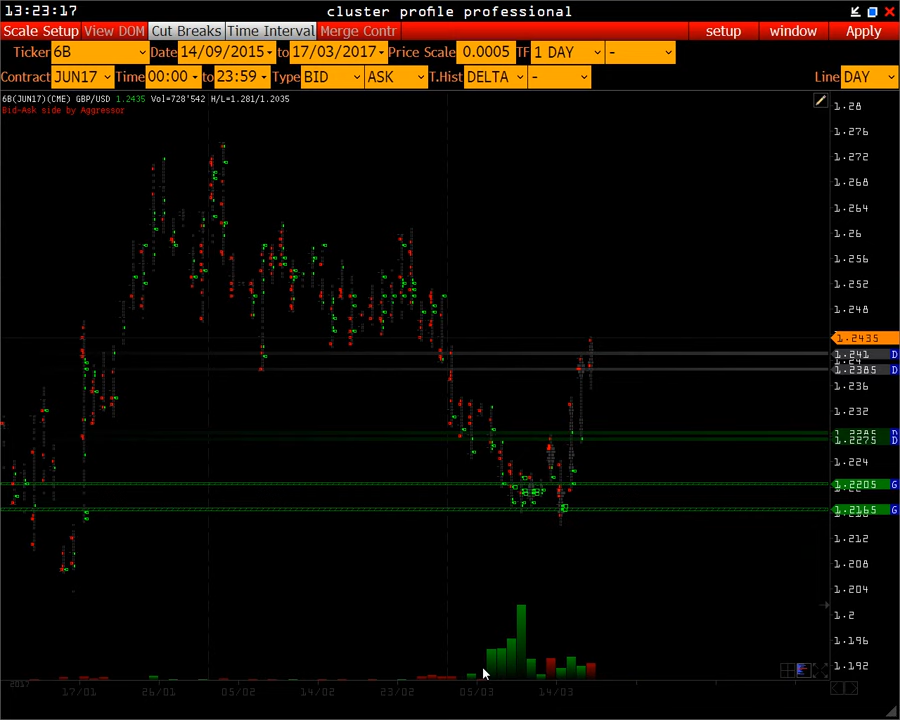 13:23:17 cluster profile professional
Scale Setup View DOM Cut Breaks Time Interval Merge Contr setup window Apply
Ticker 6B Date 14/09/2015 to 17/03/2017 Price Scale 0.0005 TF 1 DAY -
Contract JUN17 Time 00:00 to 23:59 Type BID ASK T.Hist DELTA - Line DAY
6B(JUN17)(CME) GBP/USD 1.2435 Vol=728'542 H/L=1.281/1.2035
Bid-Ask side by Aggressor
1.28
1.276
1.272
1.268
1.264
1.26
1.256
1.252
1.248
1.2435
1.241 D
1.2385 D
1.236
1.232
1.2285 D
1.2275 D
1.224
1.2205 G
1.2165 G
1.212
1.208
1.204
1.2
1.196
1.192
2017
17/01 26/01 05/02 14/02 23/02 05/03 14/03